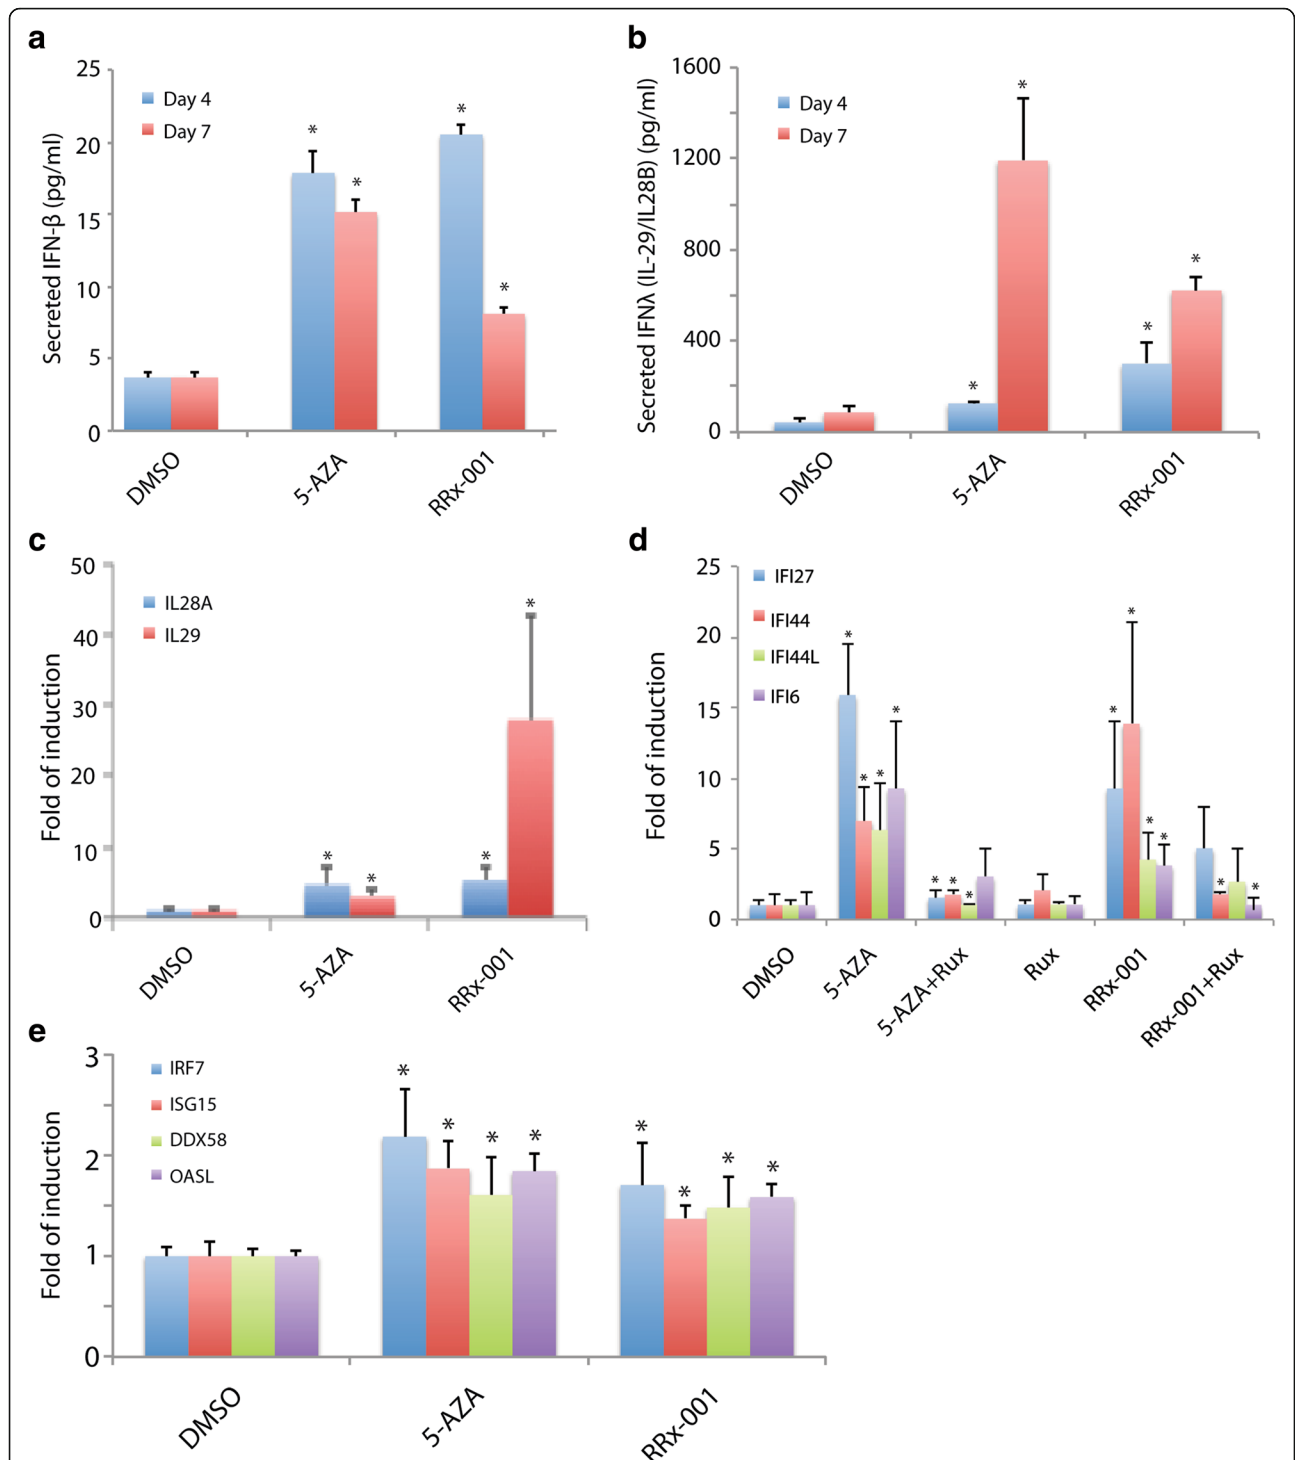 a
25
20
15
10
5
0
Secreted IFN-β (pg/ml)
Day 4
Day 7
*
*
*
*
DMSO
5-AZA
RRx-001
b
1600
1200
800
400
0
Secreted IFNλ (IL-29/IL28B) (pg/ml)
Day 4
Day 7
*
*
*
*
DMSO
5-AZA
RRx-001
c
50
40
30
20
10
0
Fold of induction
IL28A
IL29
*
*
*
*
DMSO
5-AZA
RRx-001
d
25
20
15
10
5
0
Fold of induction
IFI27
IFI44
IFI44L
IFI6
*
*
*
*
*
*
*
*
*
*
*
*
*
DMSO
5-AZA
5-AZA+Rux
Rux
RRx-001
RRx-001+Rux
e
3
2
1
0
Fold of induction
IRF7
ISG15
DDX58
OASL
*
*
*
*
*
*
*
*
DMSO
5-AZA
RRx-001